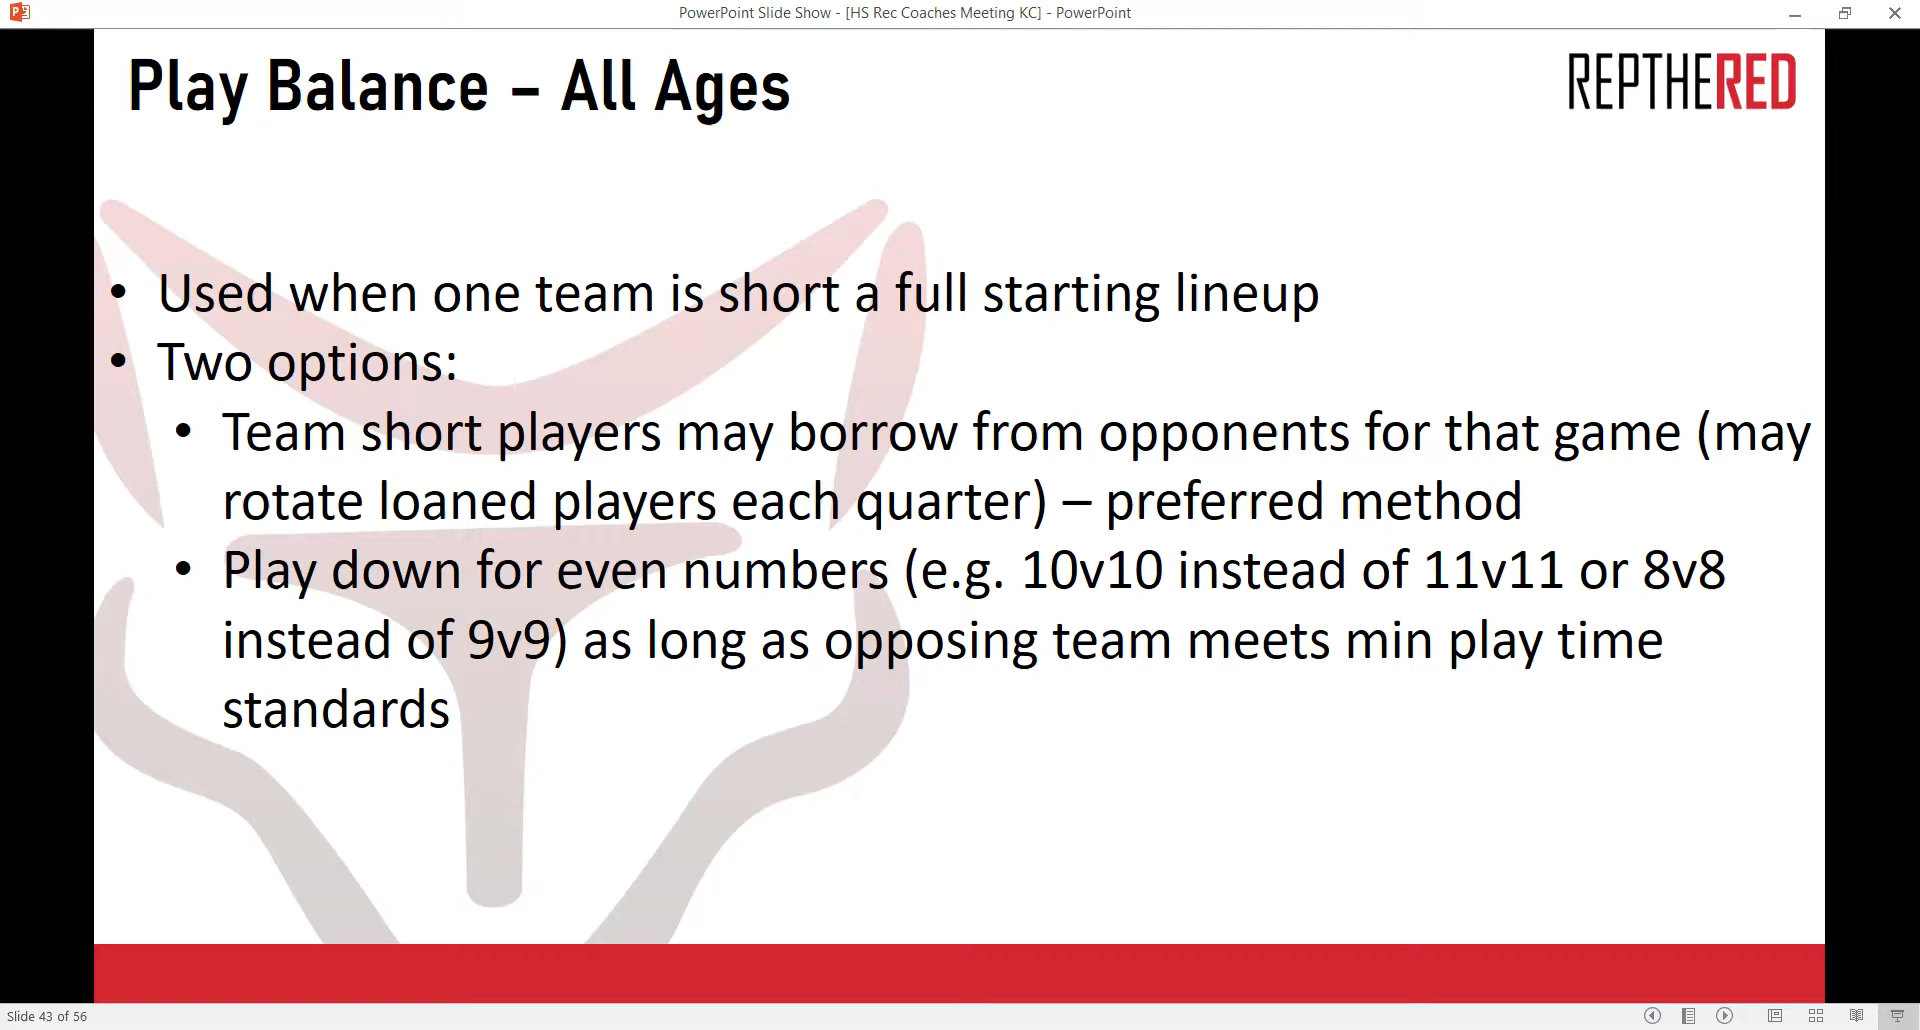 PowerPoint Slide Show - [HS Rec Coaches Meeting KC] - PowerPoint
Play Balance – All Ages
REPTHERED
• Used when one team is short a full starting lineup
• Two options:
• Team short players may borrow from opponents for that game (may
rotate loaned players each quarter) – preferred method
• Play down for even numbers (e.g. 10v10 instead of 11v11 or 8v8
instead of 9v9) as long as opposing team meets min play time
standards
Slide 43 of 56